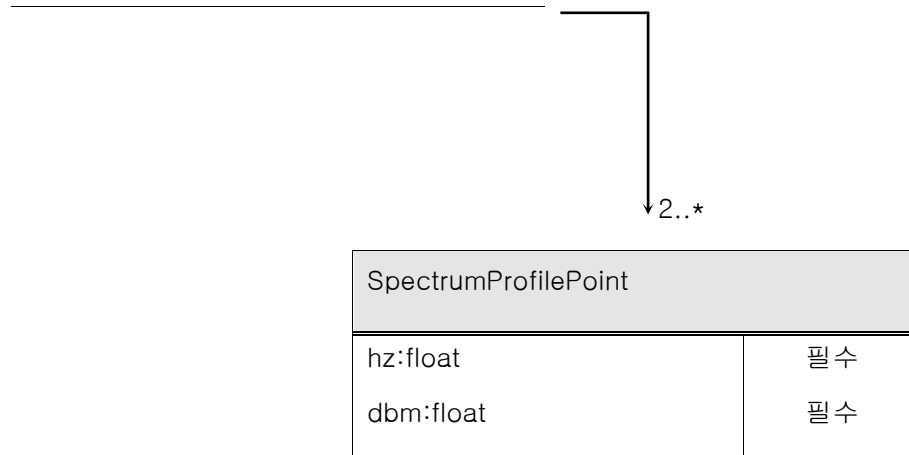 2..*
SpectrumProfilePoint
hz:float 필수
dbm:float 필수